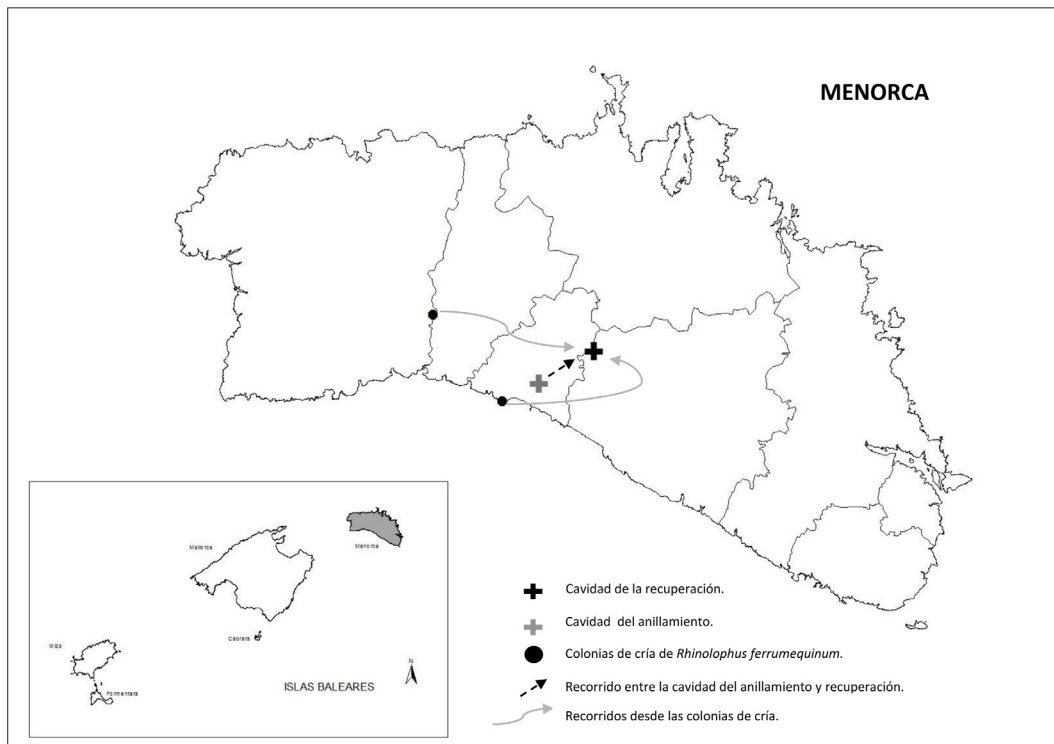 MENORCA
Mallorca
Menorca
Cabrera
Ibiza
Formentera
N
ISLAS BALEARES
Cavidad de la recuperación.
Cavidad del anillamiento.
Colonias de cría de Rhinolophus ferrumequinum.
Recorrido entre la cavidad del anillamiento y recuperación.
Recorridos desde las colonias de cría.